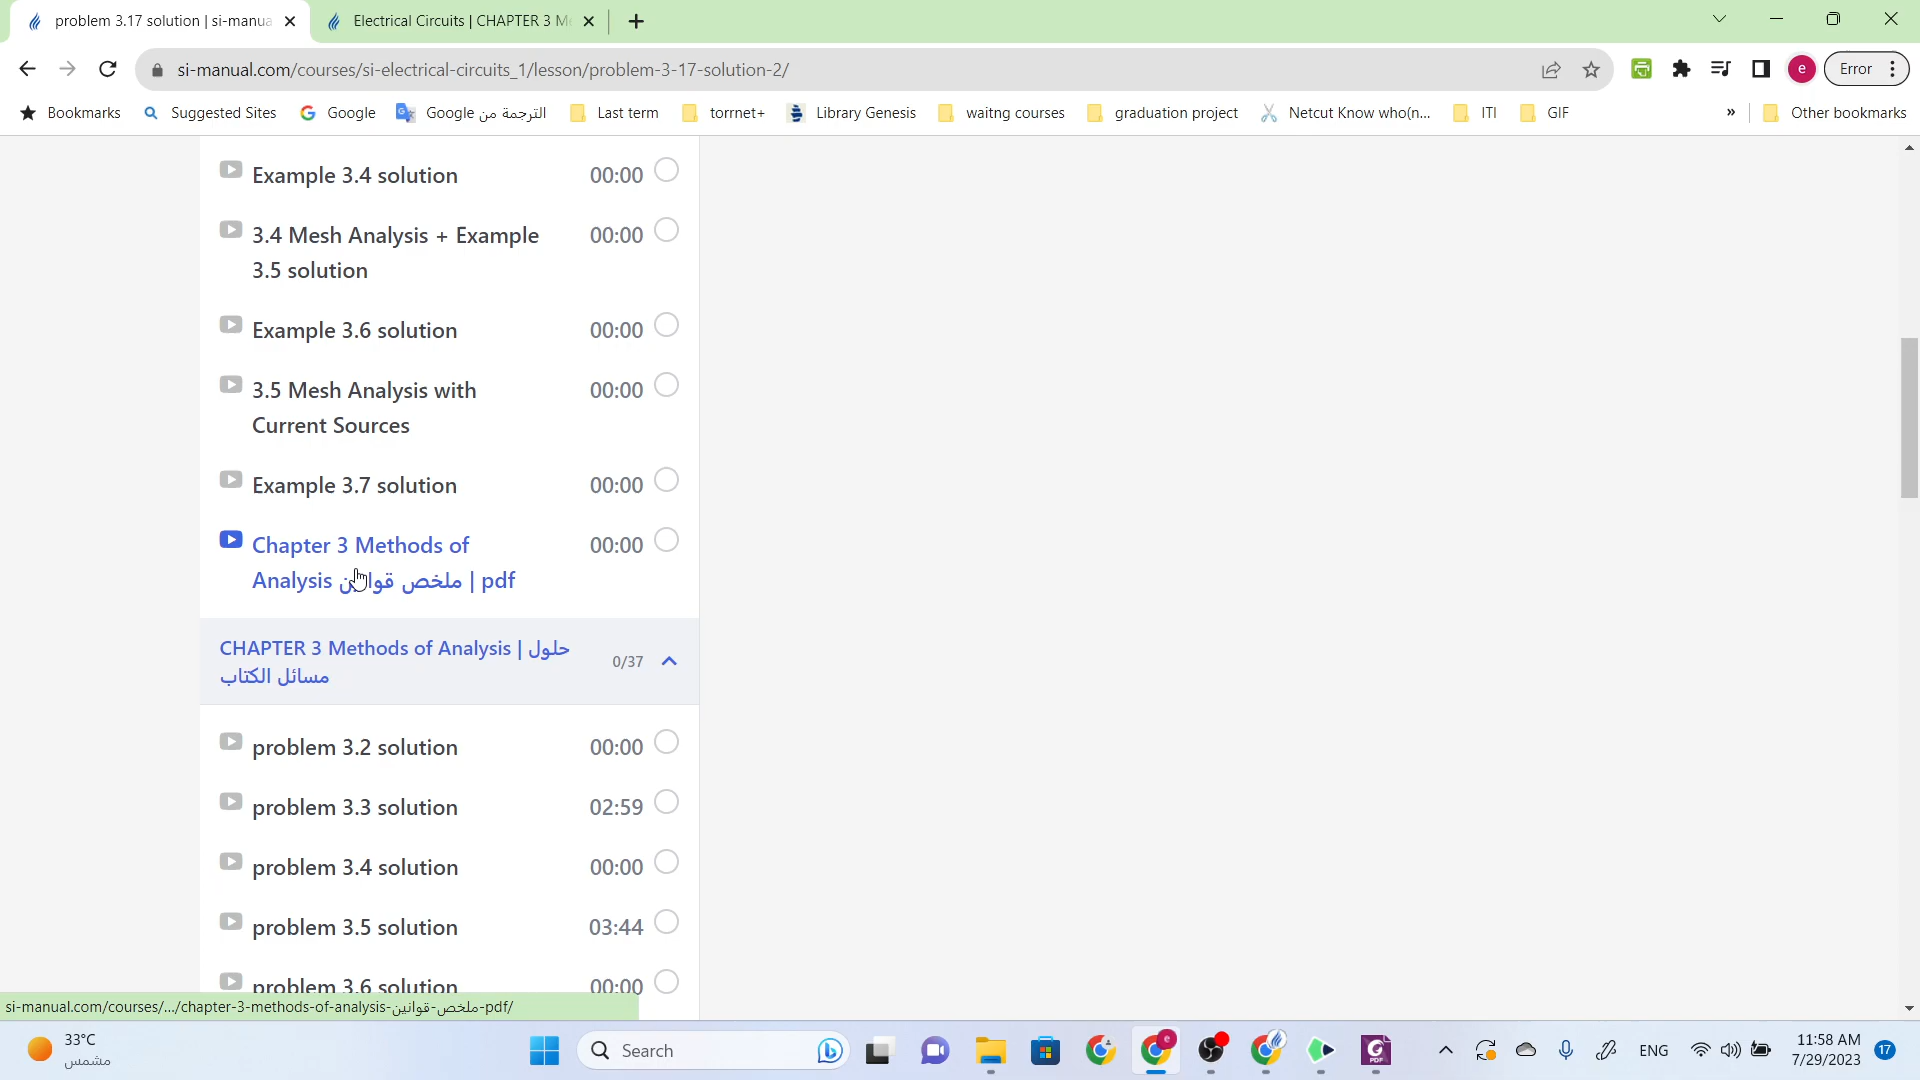 problem 3.17 solution | si-manua
Electrical Circuits | CHAPTER 3 M
si-manual.com/courses/si-electrical-circuits_1/lesson/problem-3-17-solution-2/
e
Error
Bookmarks
Suggested Sites
Google
Google الترجمة من
Last term
torrnet+
Library Genesis
waitng courses
graduation project
Netcut Know who(n...
ITI
GIF
»
Other bookmarks
Example 3.4 solution 00:00
3.4 Mesh Analysis + Example 00:00
3.5 solution
Example 3.6 solution 00:00
3.5 Mesh Analysis with 00:00
Current Sources
Example 3.7 solution 00:00
Chapter 3 Methods of 00:00
Analysis ملخص قوانين | pdf
CHAPTER 3 Methods of Analysis | حلول
مسائل الكتاب
0/37
problem 3.2 solution 00:00
problem 3.3 solution 02:59
problem 3.4 solution 00:00
problem 3.5 solution 03:44
problem 3.6 solution 00:00
si-manual.com/courses/.../chapter-3-methods-of-analysis-ملخص-قوانين-pdf/
33°C
مشمس
Search
PDF
ENG
11:58 AM
7/29/2023
17